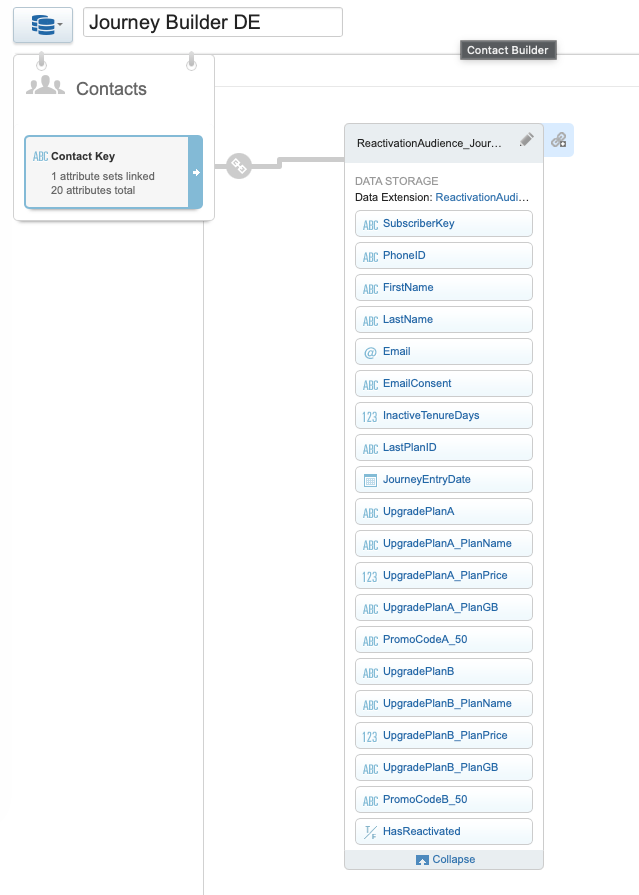 Journey Builder DE
Contact Builder
Contacts
ABC Contact Key
1 attribute sets linked
20 attributes total
ReactivationAudience_Jour...
DATA STORAGE
Data Extension: ReactivationAudi...
ABC SubscriberKey
ABC PhoneID
ABC FirstName
ABC LastName
@ Email
ABC EmailConsent
123 InactiveTenureDays
ABC LastPlanID
JourneyEntryDate
ABC UpgradePlanA
ABC UpgradePlanA_PlanName
123 UpgradePlanA_PlanPrice
ABC UpgradePlanA_PlanGB
ABC PromoCodeA_50
ABC UpgradePlanB
ABC UpgradePlanB_PlanName
123 UpgradePlanB_PlanPrice
ABC UpgradePlanB_PlanGB
ABC PromoCodeB_50
T/F HasReactivated
Collapse